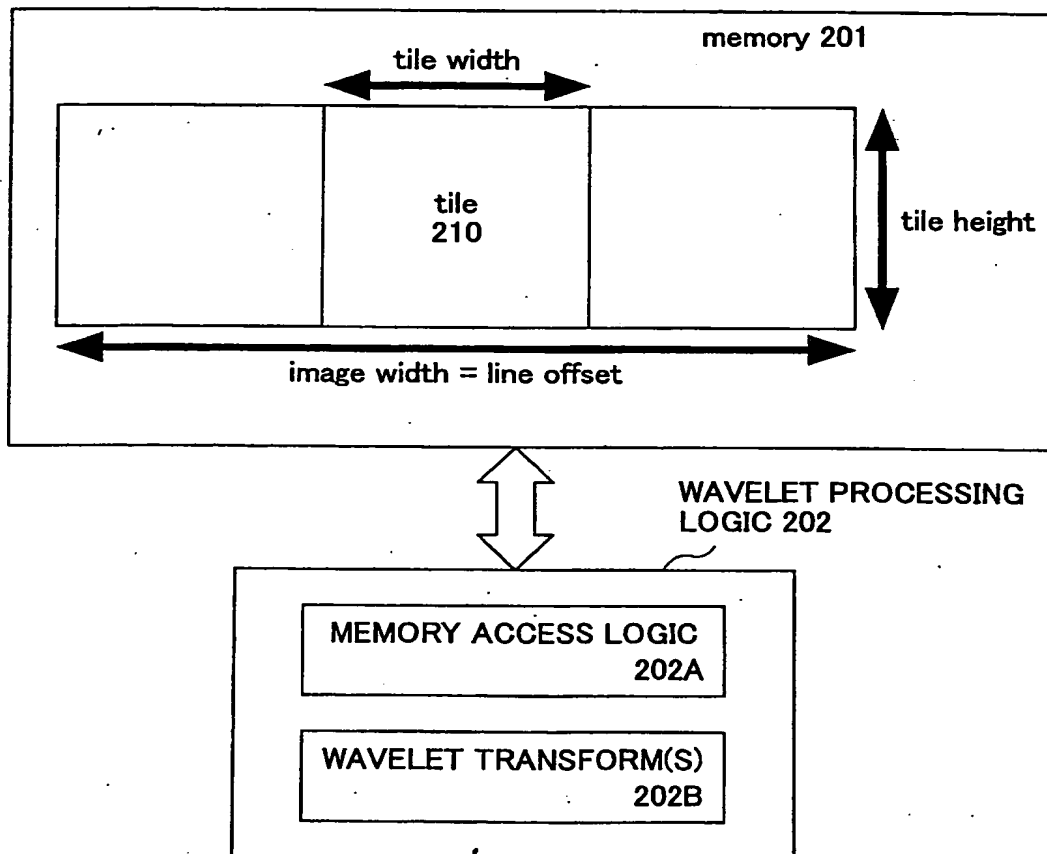 memory 201
tile width
tile
210
tile height
image width = line offset
WAVELET PROCESSING
LOGIC 202
MEMORY ACCESS LOGIC
202A
WAVELET TRANSFORM(S)
202B